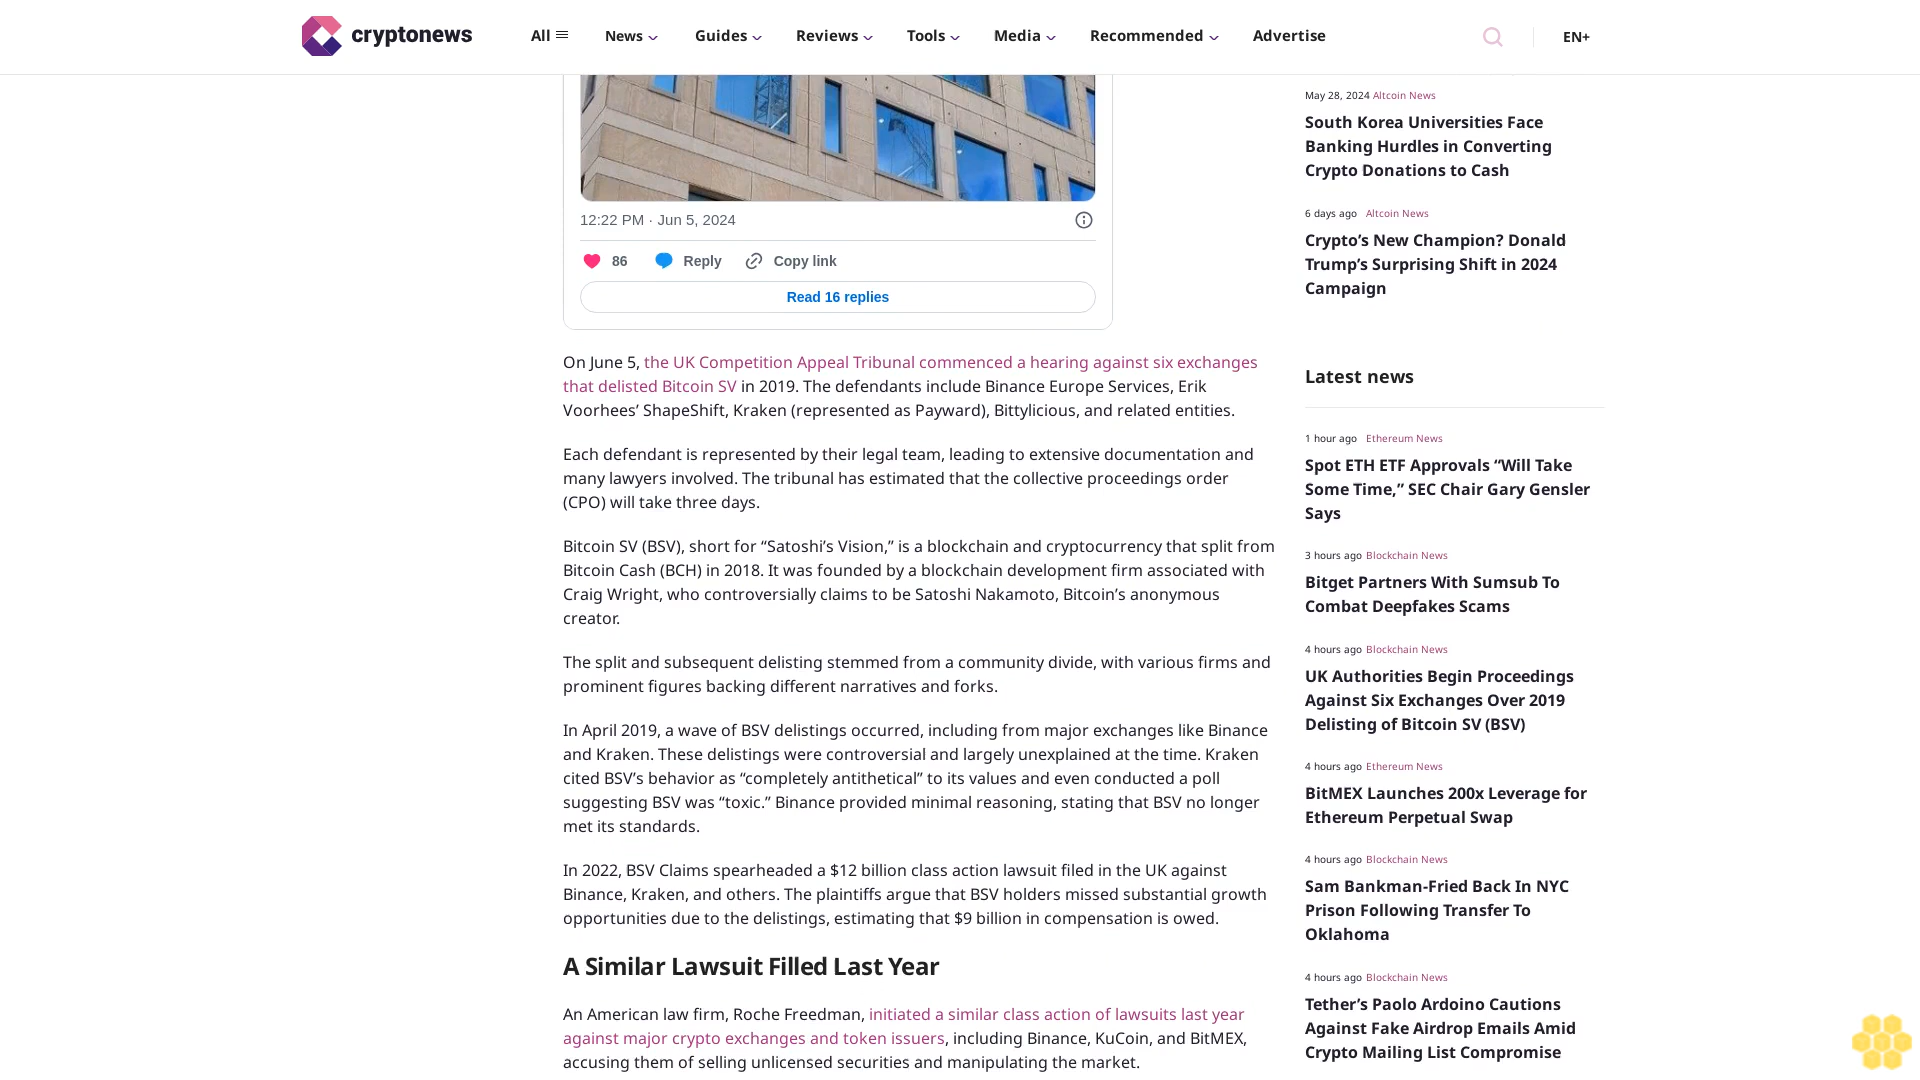 cryptonews
All
News
Guides
Reviews
Tools
Media
Recommended
Advertise
EN+
12:22 PM · Jun 5, 2024
86
Reply
Copy link
Read 16 replies
On June 5, the UK Competition Appeal Tribunal commenced a hearing against six exchanges
that delisted Bitcoin SV in 2019. The defendants include Binance Europe Services, Erik
Voorhees’ ShapeShift, Kraken (represented as Payward), Bittylicious, and related entities.
Each defendant is represented by their legal team, leading to extensive documentation and
many lawyers involved. The tribunal has estimated that the collective proceedings order
(CPO) will take three days.
Bitcoin SV (BSV), short for “Satoshi’s Vision,” is a blockchain and cryptocurrency that split from
Bitcoin Cash (BCH) in 2018. It was founded by a blockchain development firm associated with
Craig Wright, who controversially claims to be Satoshi Nakamoto, Bitcoin’s anonymous
creator.
The split and subsequent delisting stemmed from a community divide, with various firms and
prominent figures backing different narratives and forks.
In April 2019, a wave of BSV delistings occurred, including from major exchanges like Binance
and Kraken. These delistings were controversial and largely unexplained at the time. Kraken
cited BSV’s behavior as “completely antithetical” to its values and even conducted a poll
suggesting BSV was “toxic.” Binance provided minimal reasoning, stating that BSV no longer
met its standards.
In 2022, BSV Claims spearheaded a $12 billion class action lawsuit filed in the UK against
Binance, Kraken, and others. The plaintiffs argue that BSV holders missed substantial growth
opportunities due to the delistings, estimating that $9 billion in compensation is owed.
A Similar Lawsuit Filled Last Year
An American law firm, Roche Freedman, initiated a similar class action of lawsuits last year
against major crypto exchanges and token issuers, including Binance, KuCoin, and BitMEX,
accusing them of selling unlicensed securities and manipulating the market.
May 28, 2024 Altcoin News
South Korea Universities Face
Banking Hurdles in Converting
Crypto Donations to Cash
6 days ago Altcoin News
Crypto’s New Champion? Donald
Trump’s Surprising Shift in 2024
Campaign
Latest news
1 hour ago Ethereum News
Spot ETH ETF Approvals “Will Take
Some Time,” SEC Chair Gary Gensler
Says
3 hours ago Blockchain News
Bitget Partners With Sumsub To
Combat Deepfakes Scams
4 hours ago Blockchain News
UK Authorities Begin Proceedings
Against Six Exchanges Over 2019
Delisting of Bitcoin SV (BSV)
4 hours ago Ethereum News
BitMEX Launches 200x Leverage for
Ethereum Perpetual Swap
4 hours ago Blockchain News
Sam Bankman-Fried Back In NYC
Prison Following Transfer To
Oklahoma
4 hours ago Blockchain News
Tether’s Paolo Ardoino Cautions
Against Fake Airdrop Emails Amid
Crypto Mailing List Compromise